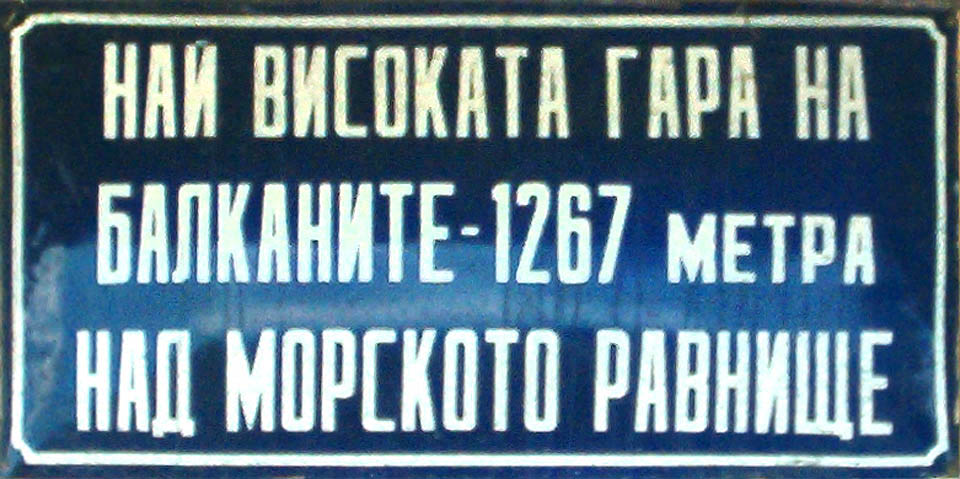 НАЙ ВИСОКАТА ГАРА НА
БАЛКАНИТЕ-1267 МЕТРА
НАД МОРСКОТО РАВНИЩЕ